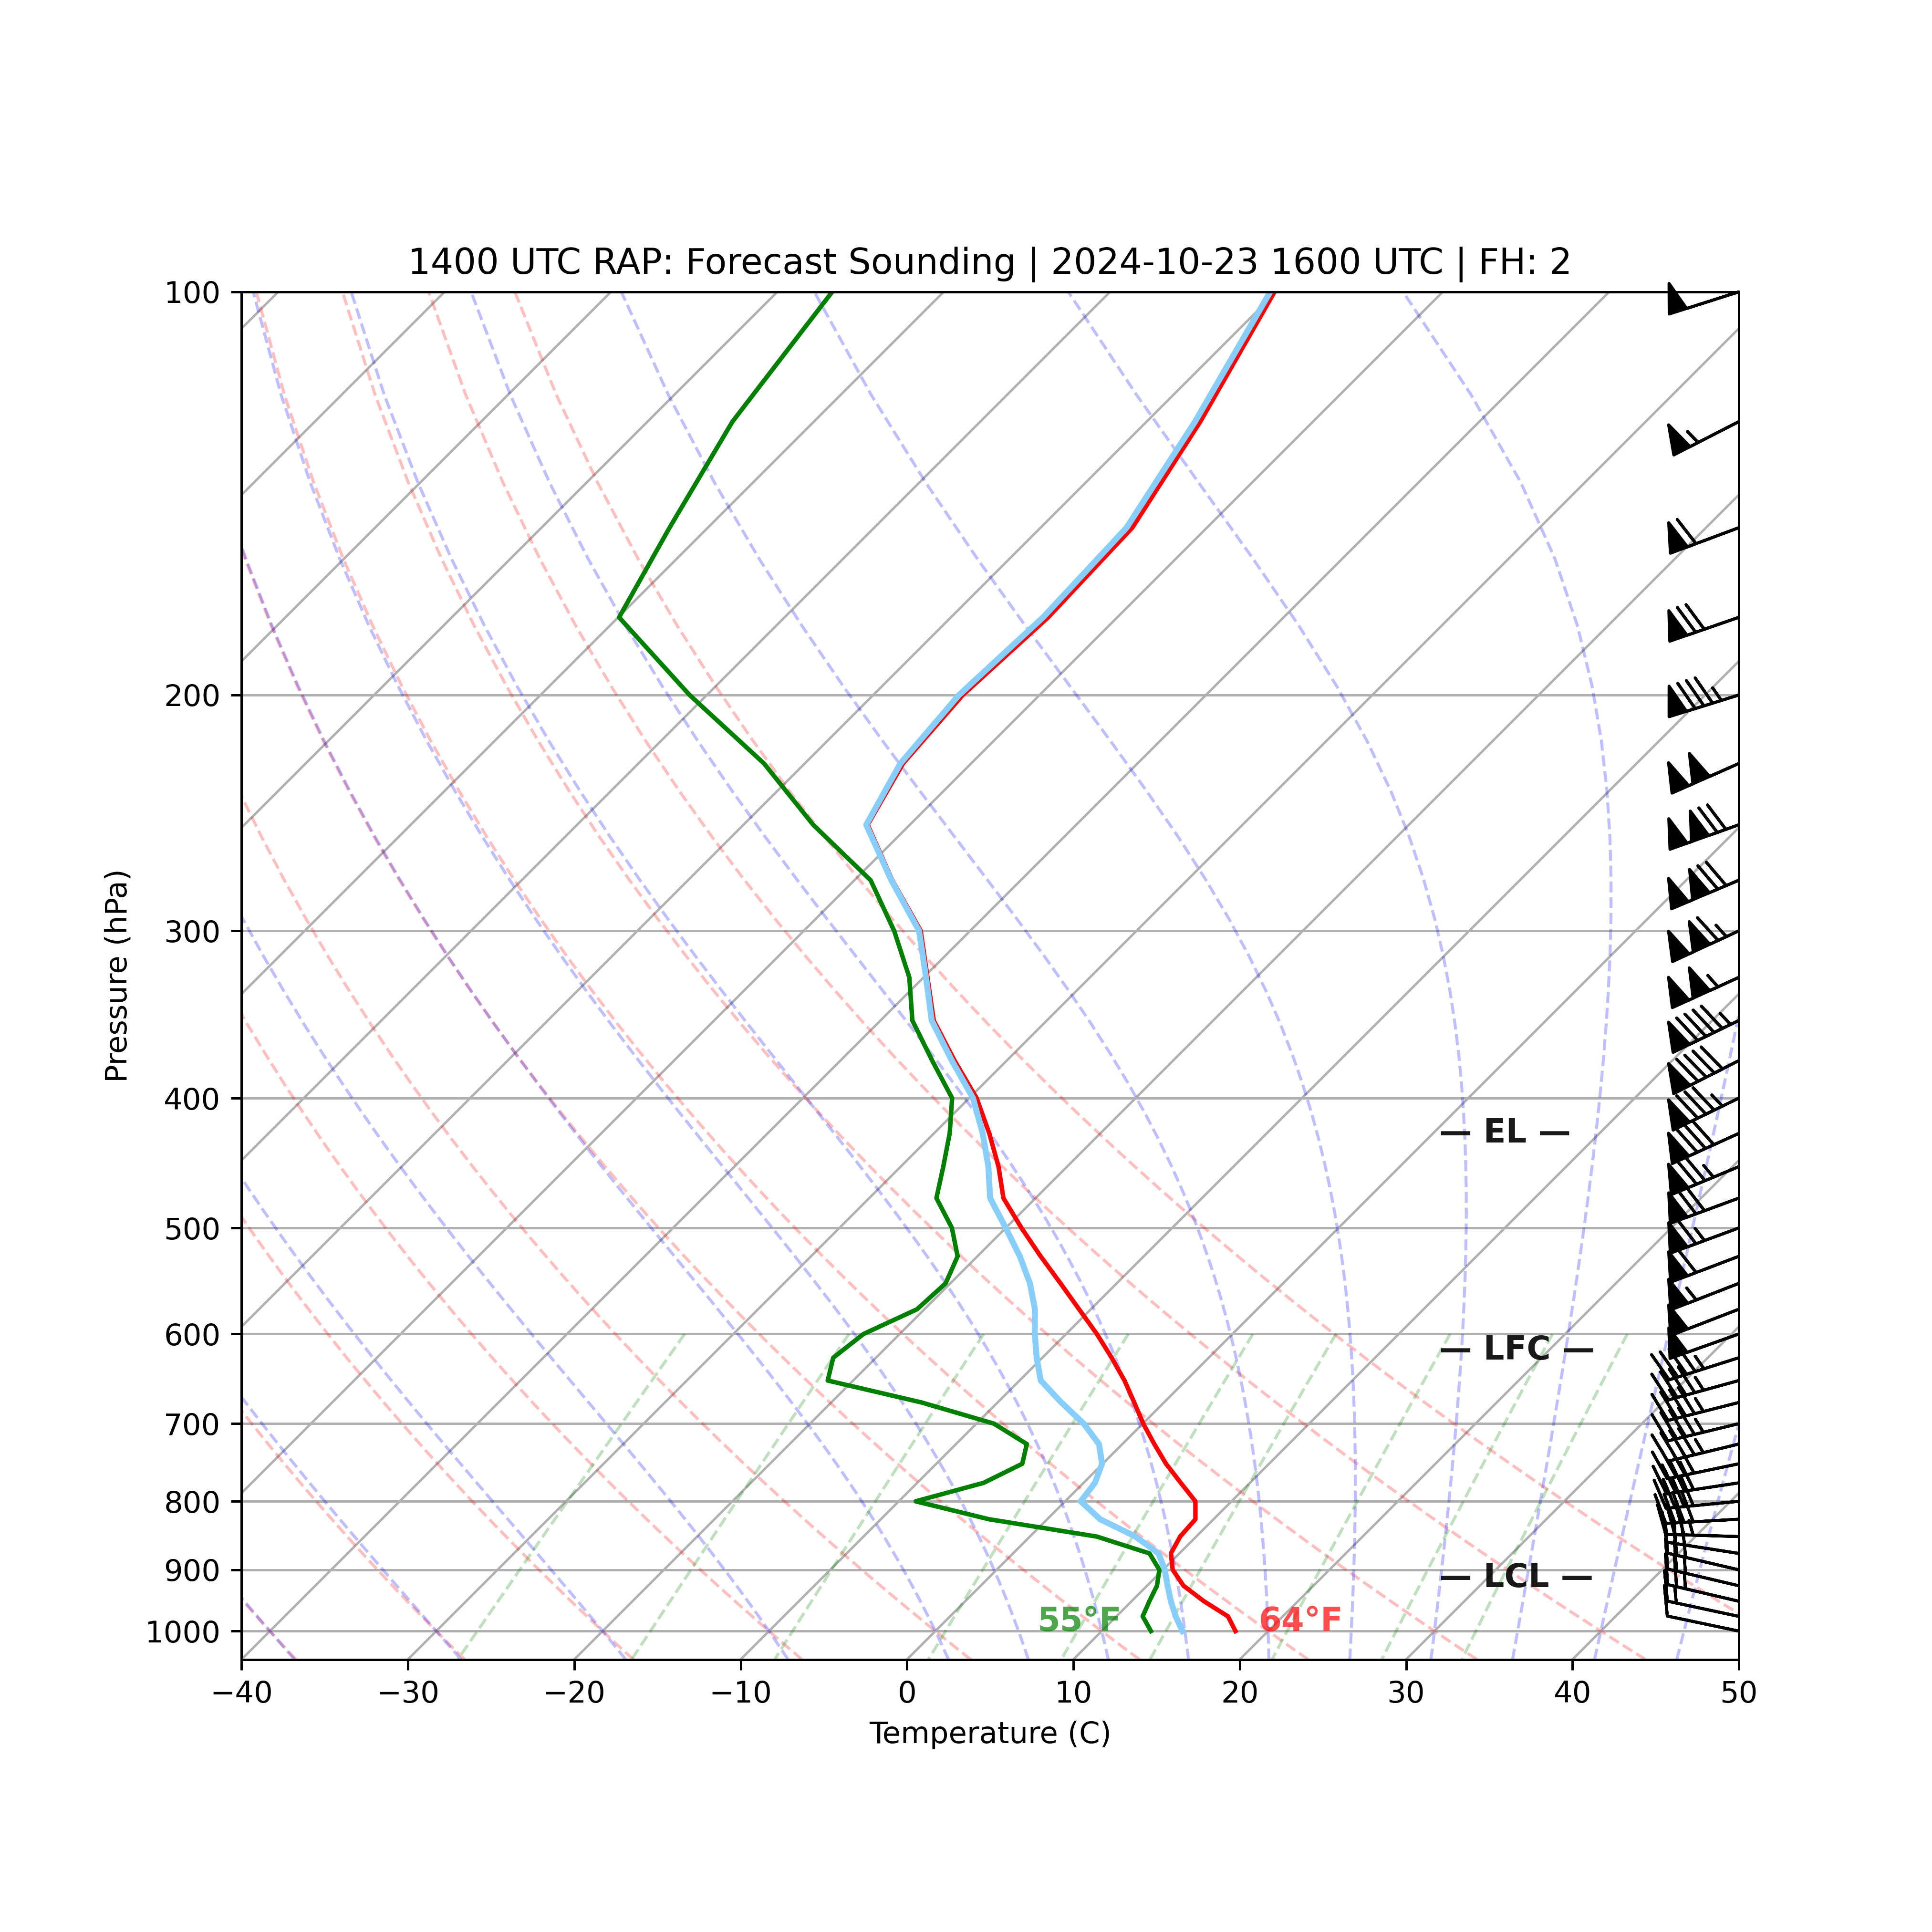 1400 UTC RAP: Forecast Sounding | 2024-10-23 1600 UTC | FH: 2
100
200
300
400
500
600
700
800
900
1000
Pressure (hPa)
— EL —
— LFC —
— LCL —
55°F
64°F
−40 −30 −20 −10 0 10 20 30 40 50
Temperature (C)